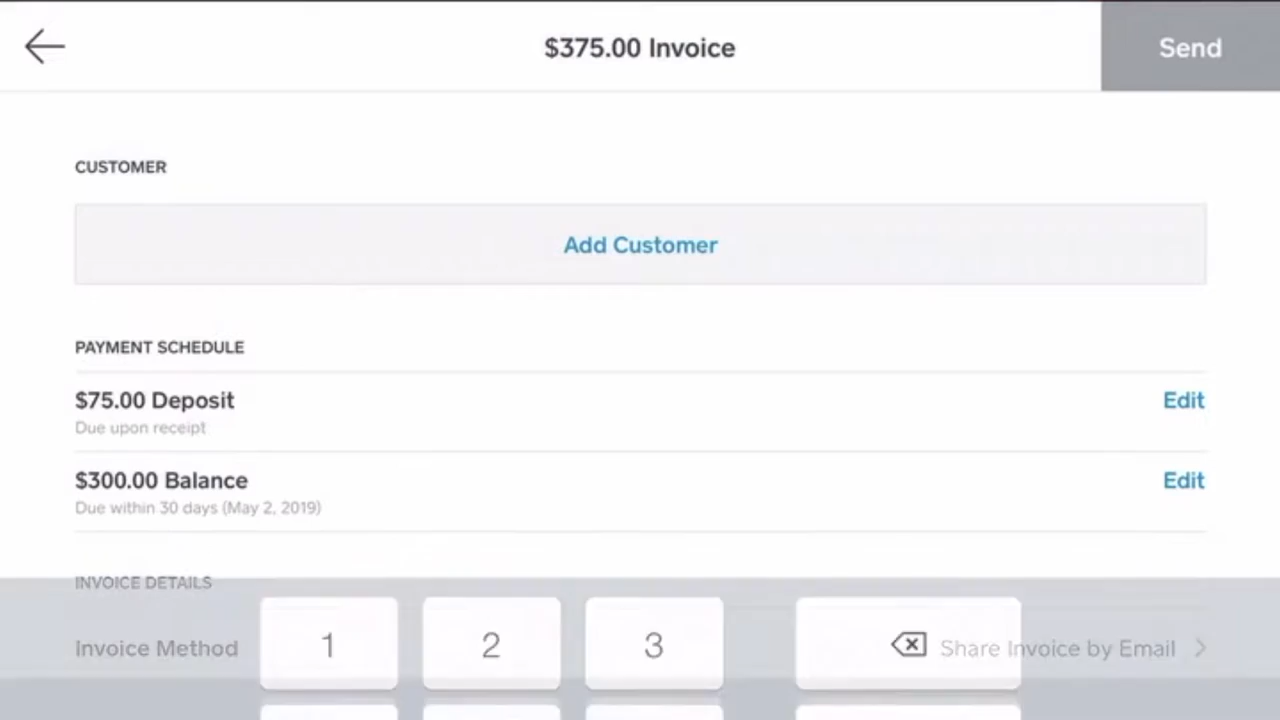 $375.00 Invoice
Send
CUSTOMER
Add Customer
PAYMENT SCHEDULE
$75.00 Deposit
Edit
Due upon receipt
$300.00 Balance
Edit
Due within 30 days (May 2, 2019)
INVOICE DETAILS
Invoice Method
1
2
3
Share Invoice by Email